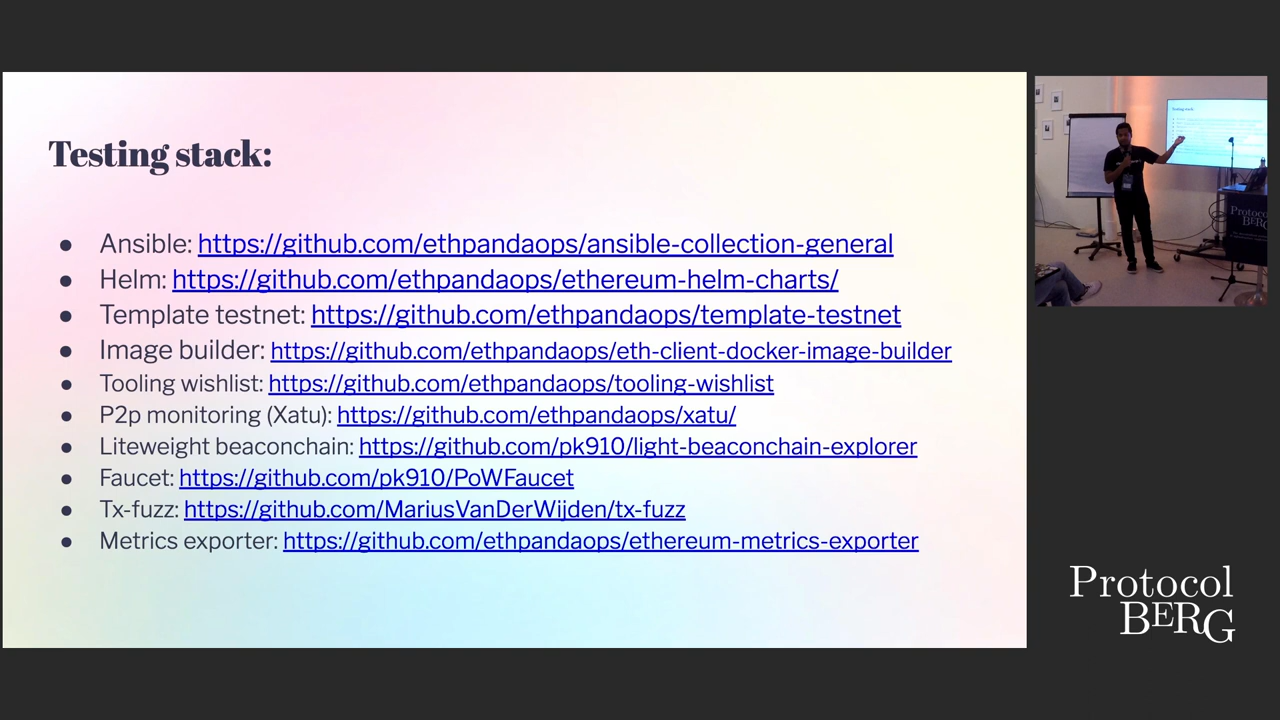 Testing stack:
● Ansible: https://github.com/ethpandaops/ansible-collection-general
● Helm: https://github.com/ethpandaops/ethereum-helm-charts/
● Template testnet: https://github.com/ethpandaops/template-testnet
● Image builder: https://github.com/ethpandaops/eth-client-docker-image-builder
● Tooling wishlist: https://github.com/ethpandaops/tooling-wishlist
● P2p monitoring (Xatu): https://github.com/ethpandaops/xatu/
● Liteweight beaconchain: https://github.com/pk910/light-beaconchain-explorer
● Faucet: https://github.com/pk910/PoWFaucet
● Tx-fuzz: https://github.com/MariusVanDerWijden/tx-fuzz
● Metrics exporter: https://github.com/ethpandaops/ethereum-metrics-exporter
Protocol
BERG
Protocol
BERG